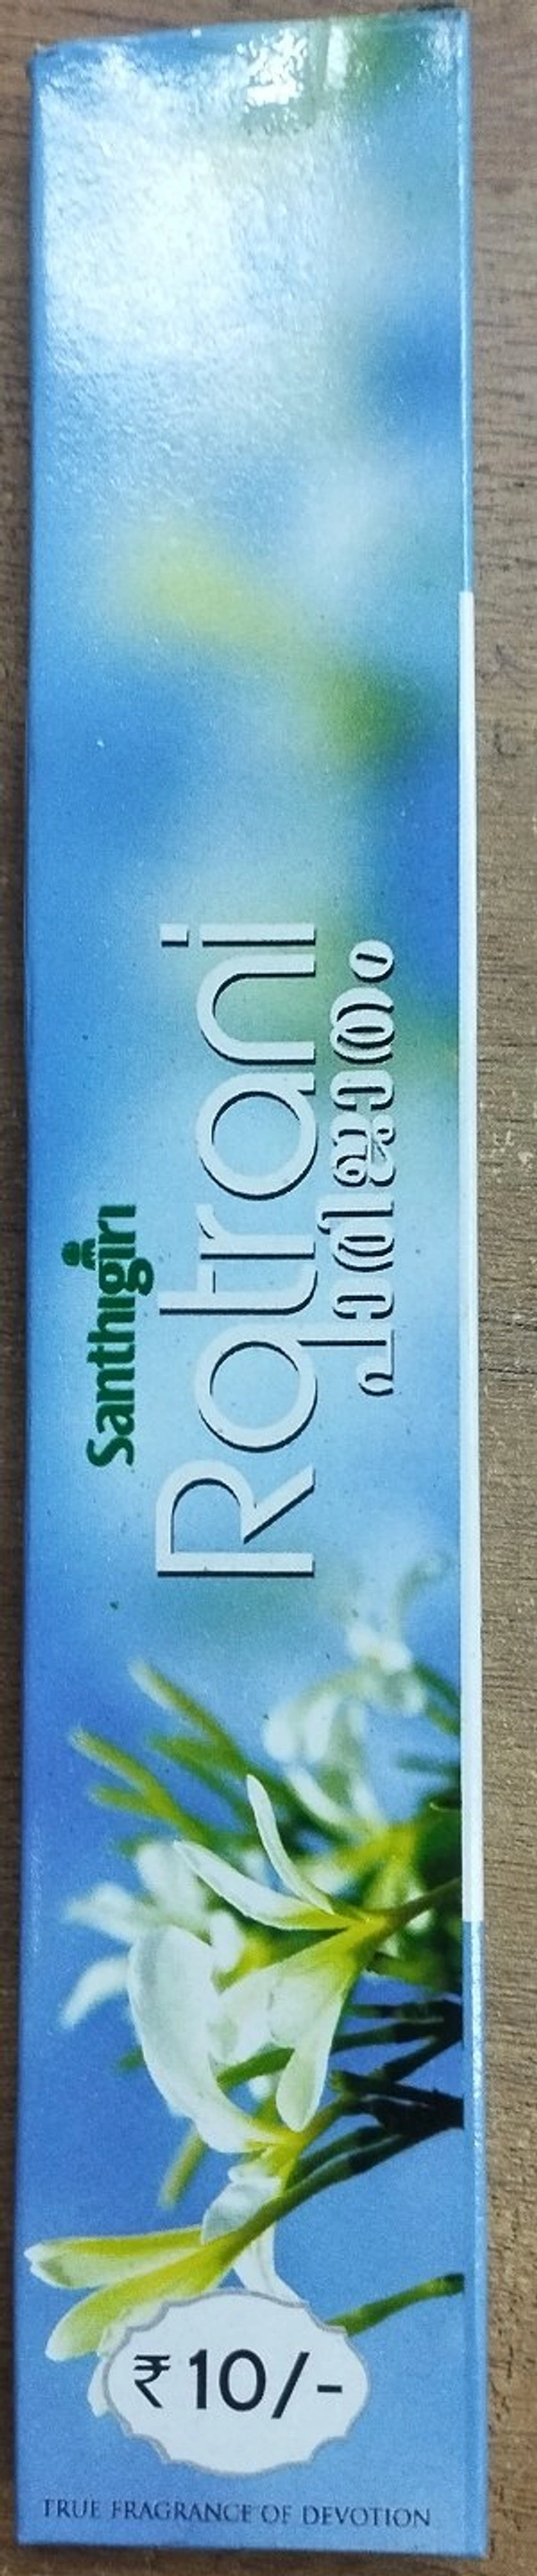 Santhigiri
Ratrani
പാരിജാതം
₹10/-
TRUE FRAGRANCE OF DEVOTION